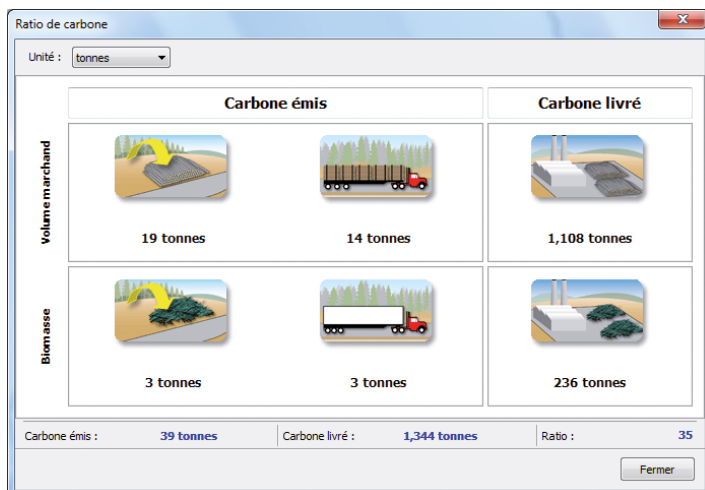 Ratio de carbone
Unité : tonnes
Carbone émis Carbone livré
Volume marchand
19 tonnes 14 tonnes 1,108 tonnes
Biomasse
3 tonnes 3 tonnes 236 tonnes
Carbone émis : 39 tonnes Carbone livré : 1,344 tonnes Ratio : 35
Fermer